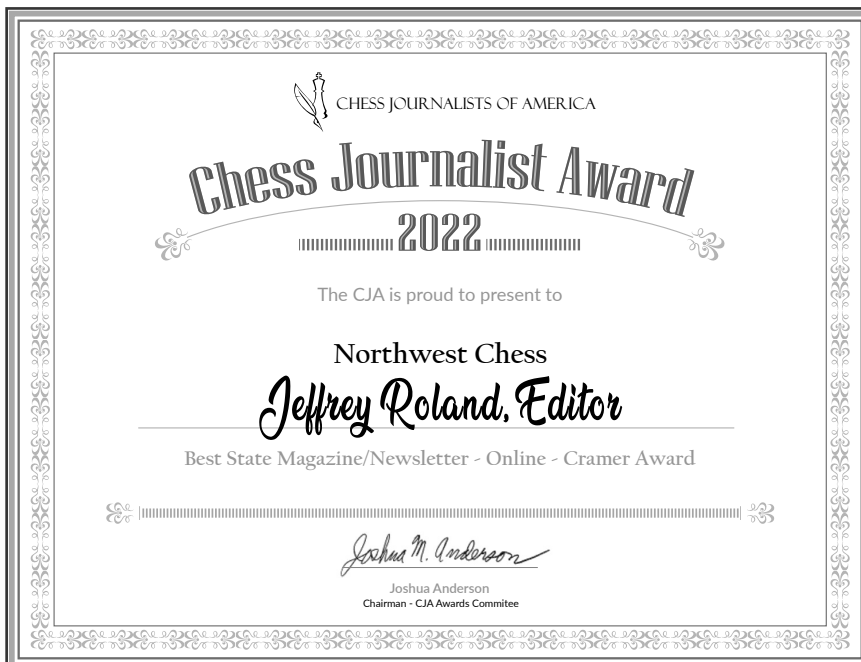 CHESS JOURNALISTS OF AMERICA
Chess Journalist Award
2022
The CJA is proud to present to
Northwest Chess
Jeffrey Roland, Editor
Best State Magazine/Newsletter - Online - Cramer Award
Joshua M. Anderson
Joshua Anderson
Chairman - CJA Awards Commitee